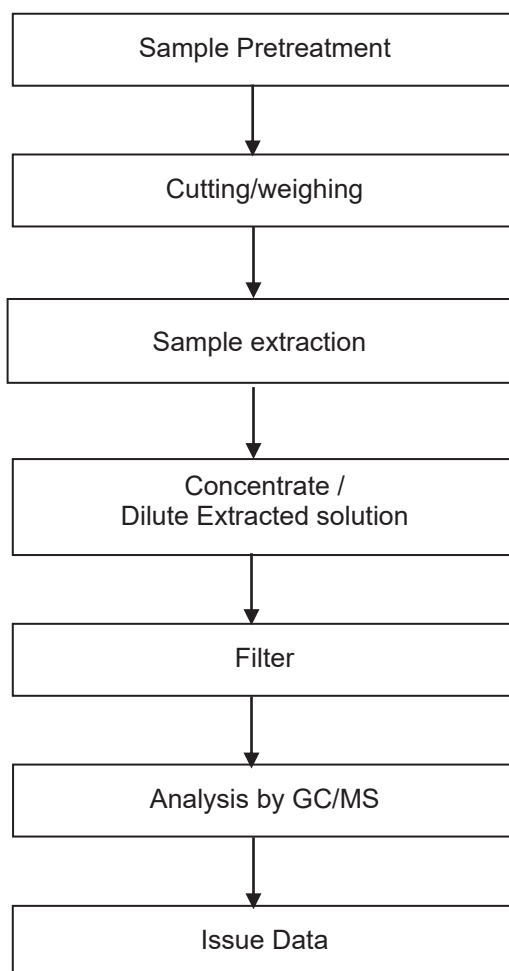 Sample Pretreatment
Cutting/weighing
Sample extraction
Concentrate /
Dilute Extracted solution
Filter
Analysis by GC/MS
Issue Data